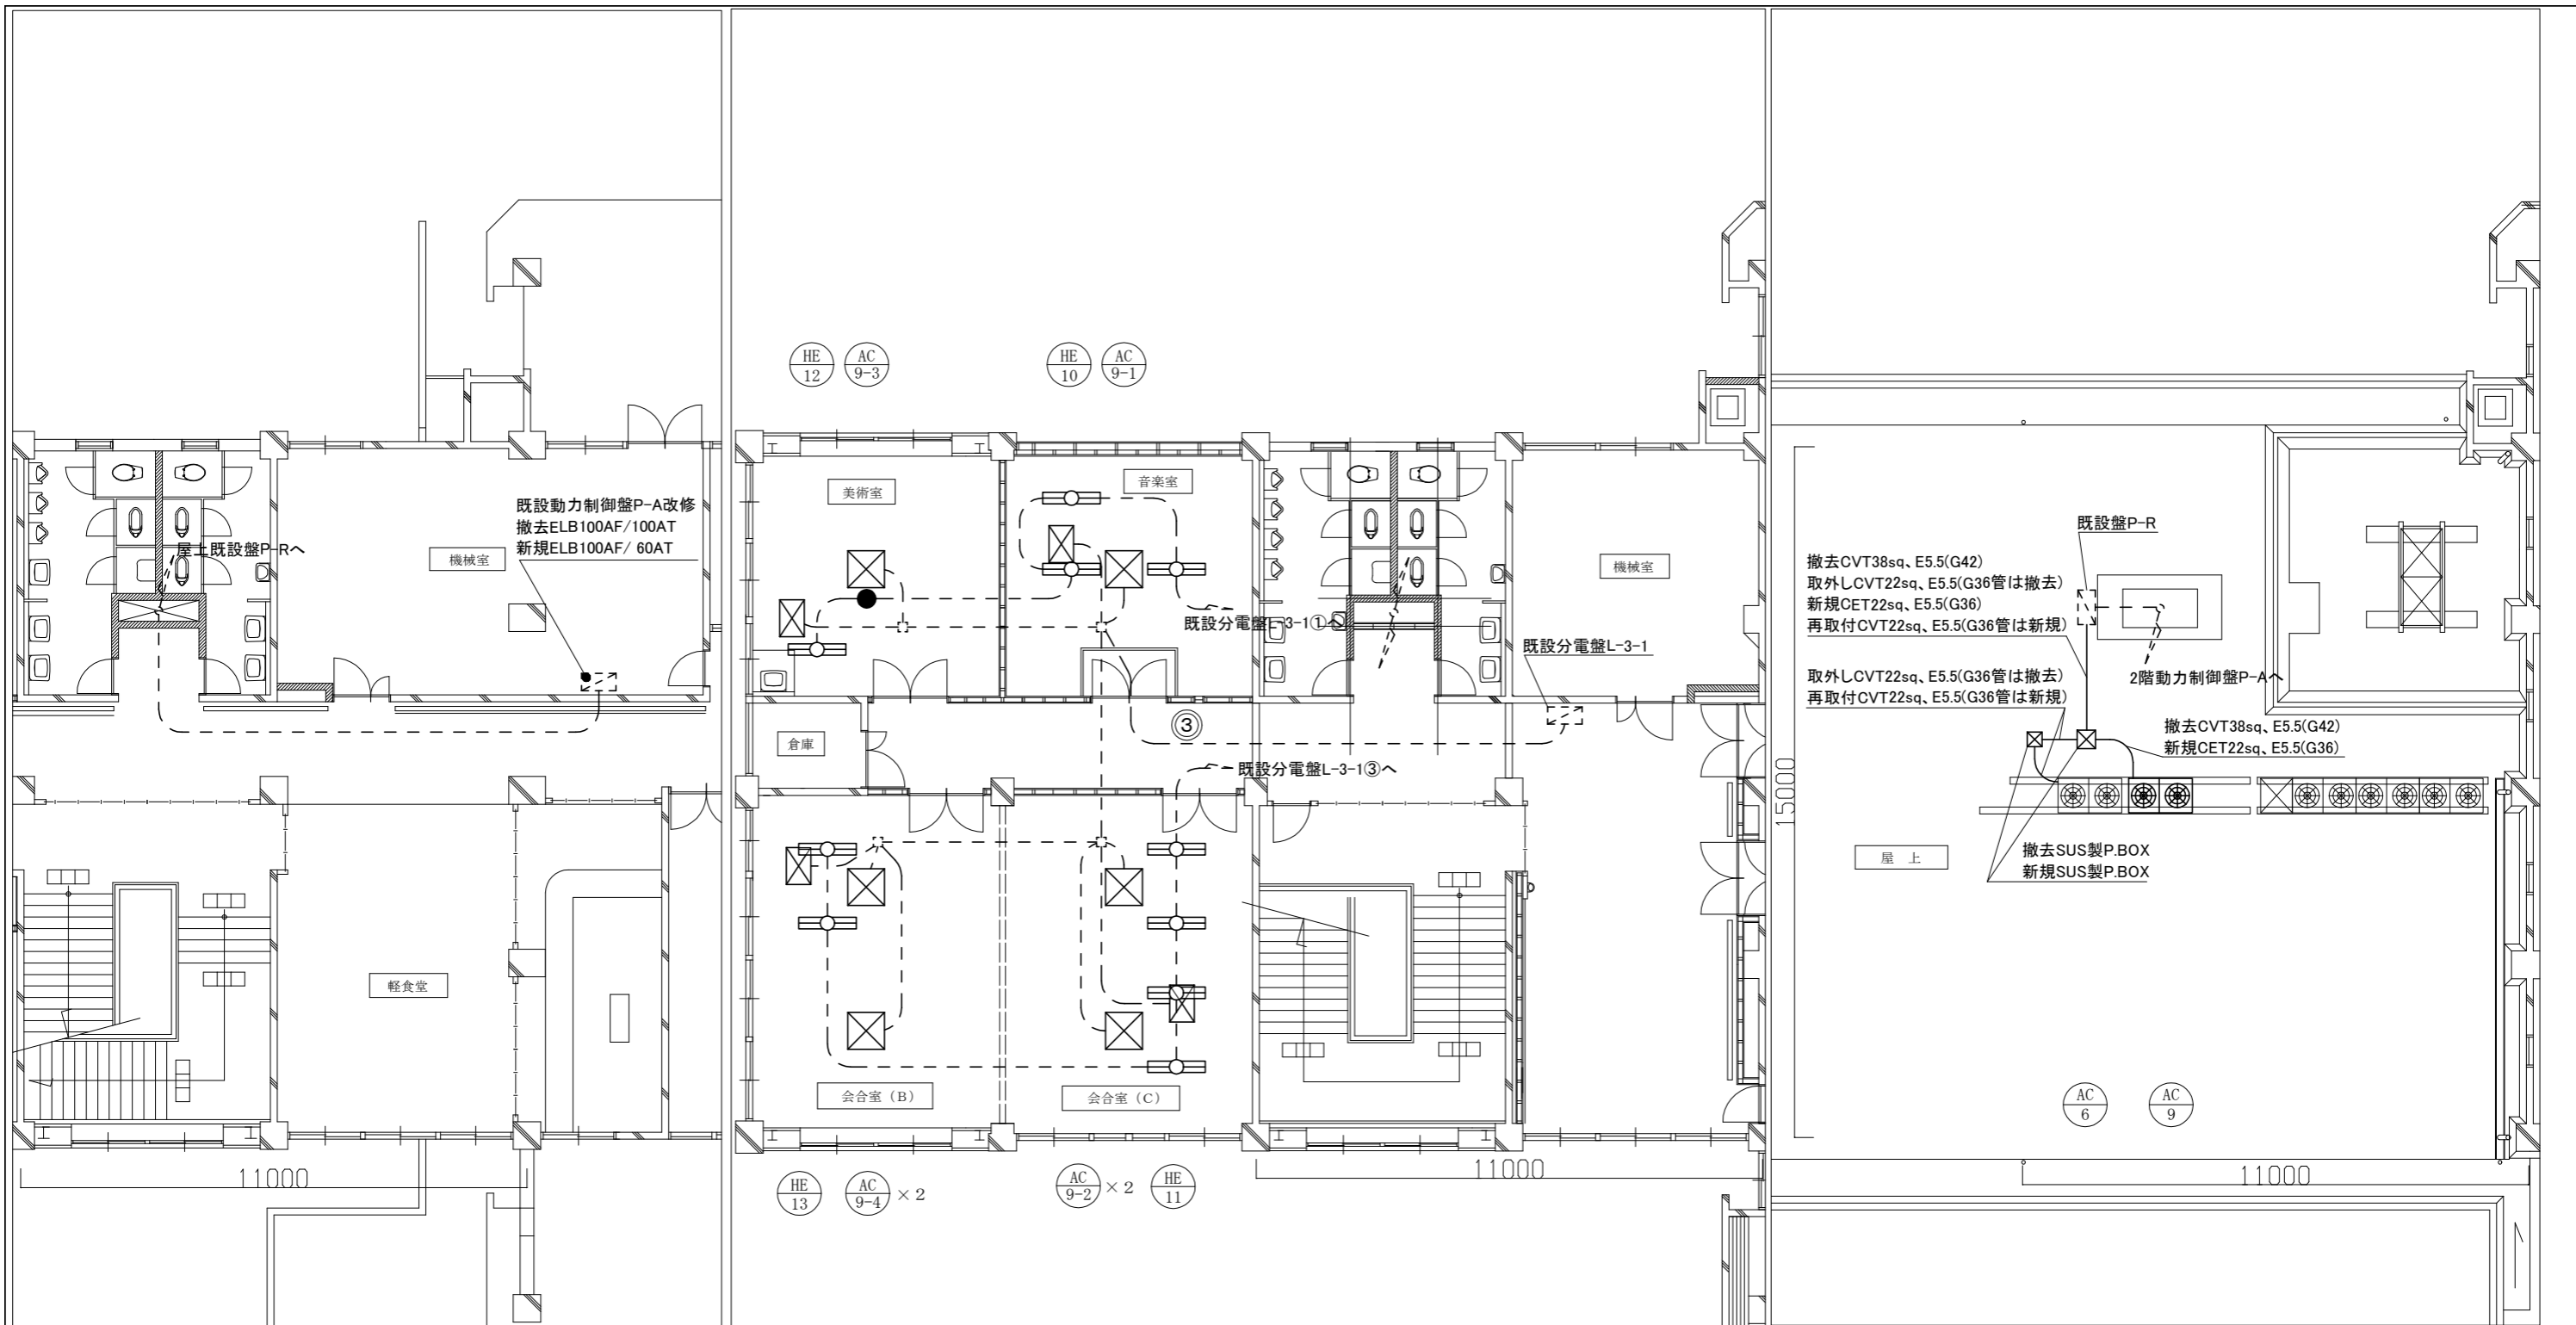 既設動力制御盤P-A改修
撤去ELB100AF/100AT
新規ELB100AF/ 60AT
屋上既設盤P-Rへ
機械室
軽食堂
11000
HE
12
AC
9-3
HE
10
AC
9-1
美術室
音楽室
機械室
既設分電盤L-3-1①へ
既設分電盤L-3-1
倉庫
③
既設分電盤L-3-1③へ
会合室（B）
会合室（C）
HE
13
AC
9-4
×２
AC
9-2
×２
HE
11
11000
既設盤P-R
撤去CVT38sq、E5.5(G42)
取外しCVT22sq、E5.5(G36管は撤去)
新規CET22sq、E5.5(G36)
再取付CVT22sq、E5.5(G36管は新規)
2階動力制御盤P-Aへ
取外しCVT22sq、E5.5(G36管は撤去)
再取付CVT22sq、E5.5(G36管は新規)
撤去CVT38sq、E5.5(G42)
新規CET22sq、E5.5(G36)
15000
屋 上
撤去SUS製P.BOX
新規SUS製P.BOX
AC
6
AC
9
11000